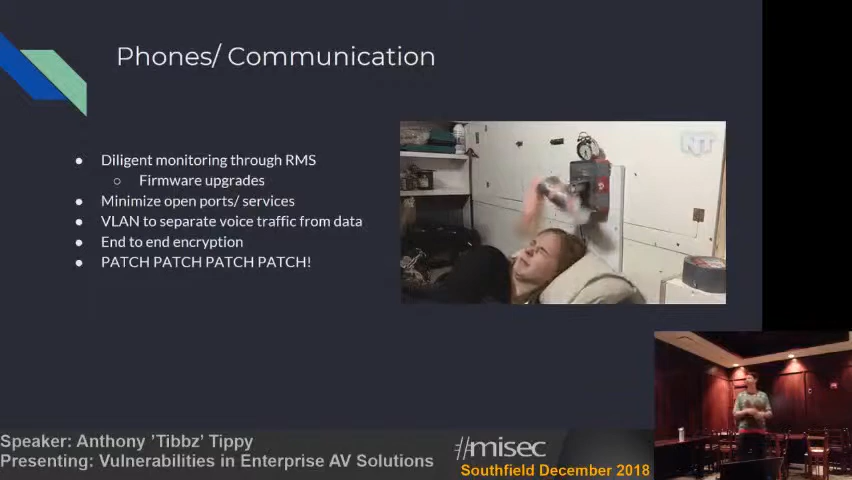 Phones/ Communication
Diligent monitoring through RMS
Firmware upgrades
Minimize open ports/ services
VLAN to separate voice traffic from data
End to end encryption
PATCH PATCH PATCH PATCH!
NT
Speaker: Anthony 'Tibbz' Tippy
Presenting: Vulnerabilities in Enterprise AV Solutions
#misec
Southfield December 2018